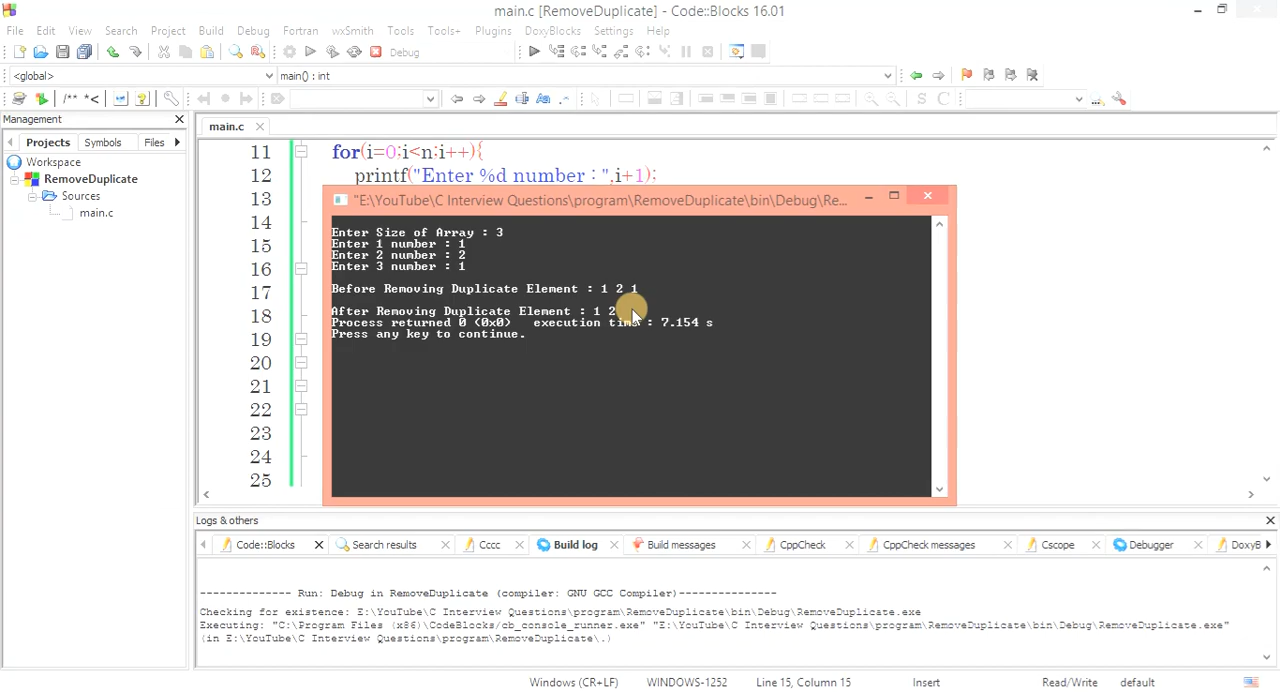 main.c [RemoveDuplicate] - Code::Blocks 16.01
File Edit View Search Project Build Debug Fortran wxSmith Tools Tools+ Plugins DoxyBlocks Settings Help
Debug
<global> main() : int
/** *<
S C
Management
main.c
Projects Symbols Files
Workspace
RemoveDuplicate
Sources
main.c
11 for(i=0;i<n;i++){
12 printf("Enter %d number : ",i+1);
13
14
15
16
17
18
19
20
21
22
23
24
25
"E:\YouTube\C Interview Questions\program\RemoveDuplicate\bin\Debug\Re...
Enter Size of Array : 3
Enter 1 number : 1
Enter 2 number : 2
Enter 3 number : 1
Before Removing Duplicate Element : 1 2 1
After Removing Duplicate Element : 1 2
Process returned 0 (0x0) execution time : 7.154 s
Press any key to continue.
Logs & others
Code::Blocks Search results Cccc Build log Build messages CppCheck CppCheck messages Cscope Debugger DoxyB
-------------- Run: Debug in RemoveDuplicate (compiler: GNU GCC Compiler)---------------
Checking for existence: E:\YouTube\C Interview Questions\program\RemoveDuplicate\bin\Debug\RemoveDuplicate.exe
Executing: "C:\Program Files (x86)\CodeBlocks/cb_console_runner.exe" "E:\YouTube\C Interview Questions\program\RemoveDuplicate\bin\Debug\RemoveDuplicate.exe"
(in E:\YouTube\C Interview Questions\program\RemoveDuplicate\.)
Windows (CR+LF) WINDOWS-1252 Line 15, Column 15 Insert Read/Write default